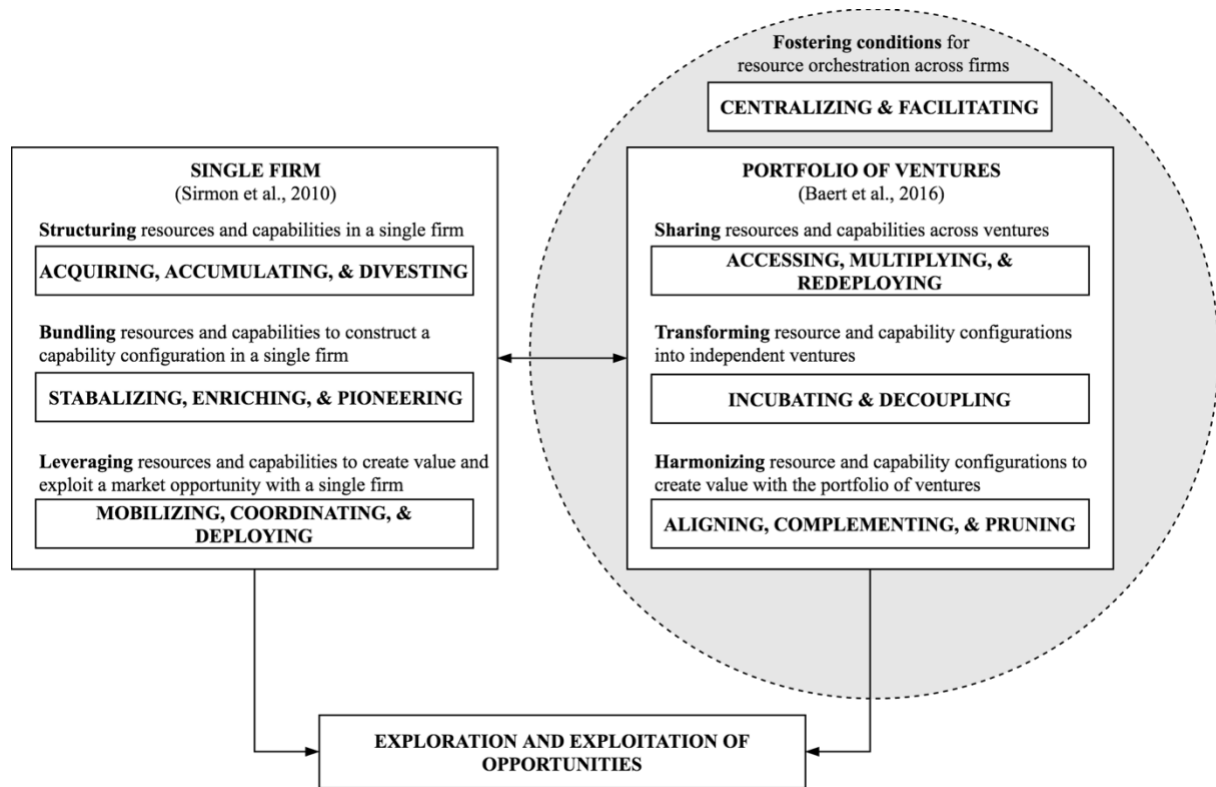 Fostering conditions for
resource orchestration across firms
CENTRALIZING & FACILITATING
SINGLE FIRM
(Sirmon et al., 2010)
Structuring resources and capabilities in a single firm
ACQUIRING, ACCUMULATING, & DIVESTING
Bundling resources and capabilities to construct a
capability configuration in a single firm
STABALIZING, ENRICHING, & PIONEERING
Leveraging resources and capabilities to create value and
exploit a market opportunity with a single firm
MOBILIZING, COORDINATING, &
DEPLOYING
PORTFOLIO OF VENTURES
(Baert et al., 2016)
Sharing resources and capabilities across ventures
ACCESSING, MULTIPLYING, &
REDEPLOYING
Transforming resource and capability configurations
into independent ventures
INCUBATING & DECOUPLING
Harmonizing resource and capability configurations to
create value with the portfolio of ventures
ALIGNING, COMPLEMENTING, & PRUNING
EXPLORATION AND EXPLOITATION OF
OPPORTUNITIES